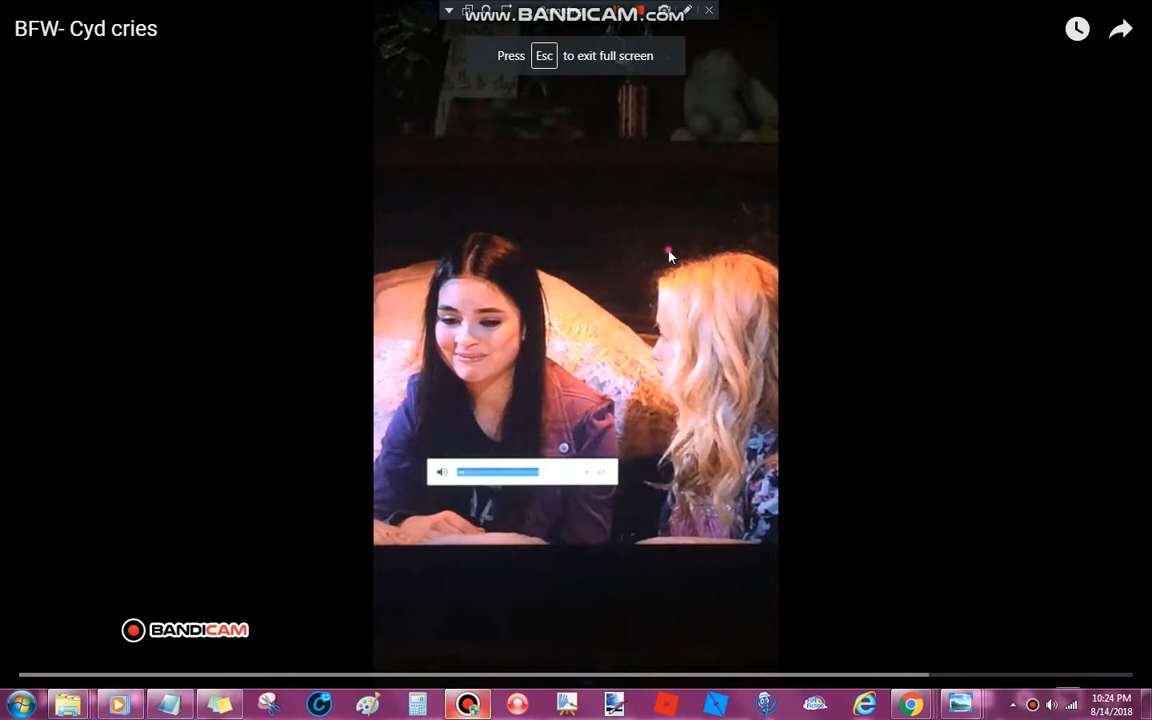 BFW- Cyd cries
www.BANDICAM.com
Press Esc to exit full screen
BANDICAM
10:24 PM
8/14/2018